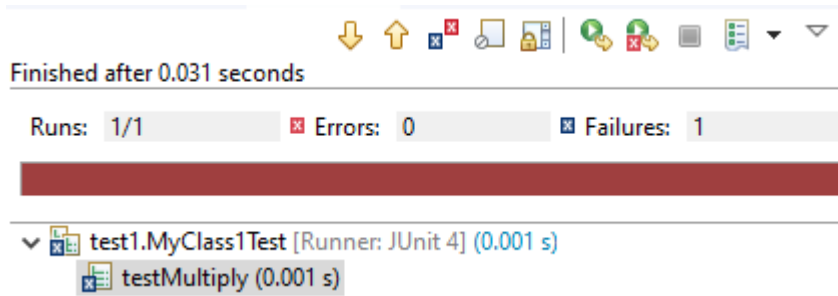 Finished after 0.031 seconds
Runs: 1/1 Errors: 0 Failures: 1
test1.MyClass1Test [Runner: JUnit 4] (0.001 s)
testMultiply (0.001 s)